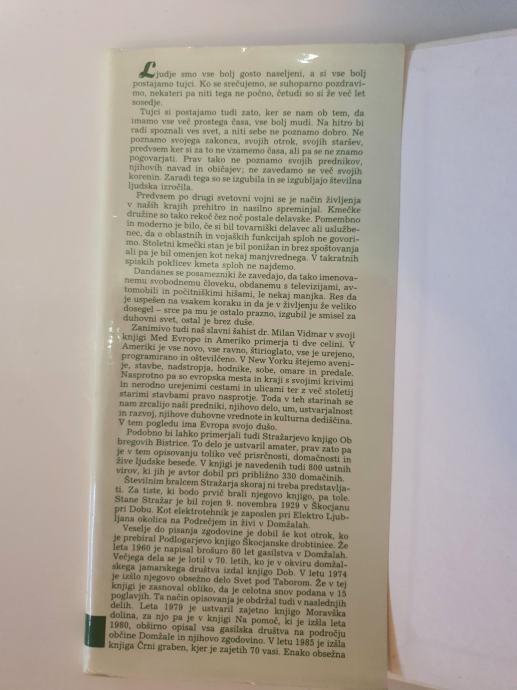 Ljudje smo vse bolj gosto naseljeni, a si vse bolj
postajamo tujci. Ko se srečujemo, se suhoparno pozdravi-
mo, nekateri pa niti tega ne počno, četudi so si že več let
sosedje.
Tujci si postajamo tudi zato, ker se nam ob tem, da
imamo vse več prostega časa, vse bolj mudi. Na hitro bi
radi spoznali ves svet, a niti sebe ne poznamo dobro. Ne
poznamo svojega zakonca, svojih otrok, svojih staršev,
predvsem ker si za to ne vzamemo časa, ali pa se ne znamo
pogovarjati. Prav tako ne poznamo svojih prednikov,
njihovih navad in običajev; ne zavedamo se več svojih
korenin. Zaradi tega so se izgubila in se izgubljajo številna
ljudska izročila.
Predvsem po drugi svetovni vojni se je način življenja
v naših krajih prehitro in nasilno spreminjal. Kmečke
družine so tako rekoč čez noč postale delavske. Pomembno
in moderno je bilo, če si bil tovarniški delavec ali uslužbe-
nec, da o oblastnih in vojaških funkcijah sploh ne govori-
mo. Stoletni kmečki stan je bil ponižan in brez spoštovanja
ali pa je bil omenjen kot nekaj manjvrednega. V takratnih
spiskih poklicev kmeta sploh ne najdemo.
Dandanes se posamezniki že zavedajo, da tako imenova-
nemu svobodnemu človeku, obdanemu s televizijami, av-
tomobili in počitniškimi hišami, le nekaj manjka. Res da
je uspešen na vsakem koraku in da je v življenju že veliko
dosegel – srce pa mu je ostalo prazno, izgubil je smisel za
duhovni svet, ostal je brez duše.
Zanimivo tudi naš slavni šahist dr. Milan Vidmar v svoji
knjigi Med Evropo in Ameriko primerja ti dve celini. V
Ameriki je vse novo, vse ravno, štirioglato, vse je urejeno,
programirano in oštevilčeno. V New Yorku štejemo aveni-
je, stavbe, nadstropja, hodnike, sobe, omare in predale.
Nasprotno pa so evropska mesta in kraji s svojimi krivimi
in nerodno urejenimi cestami in ulicami ter z več stoletij
starimi stavbami pravo nasprotje. Toda v teh starinah se
nam zrcalijo naši predniki, njihovo delo, um, ustvarjalnost
in razvoj, njihove duhovne vrednote in kulturna dediščina.
V tem pogledu ima Evropa svojo dušo.
Podobno bi lahko primerjali tudi Stražarjevo knjigo Ob
bregovih Bistrice. To delo je ustvaril amater, prav zato pa
je v tem opisovanju toliko več prisrčnosti, domačnosti in
žive ljudske besede. V knjigi je navedenih tudi 800 ustnih
virov, ki jih je avtor dobil pri približno 330 domačinih.
Številnim bralcem Stražarja skoraj ni treba predstavlja-
ti. Za tiste, ki bodo prvič brali njegovo knjigo, pa tole.
Stane Stražar je bil rojen 9. novembra 1929 v Škocjanu
pri Dobu. Kot elektrotehnik je zaposlen pri Elektro Ljub-
ljana okolica na Podrečjem in živi v Domžalah.
Veselje do pisanja zgodovine je dobil še kot otrok, ko
je prebiral Podlogarjevo knjigo Škocjanske drobtinice. Že
leta 1960 je napisal brošuro 80 let gasilstva v Domžalah.
Večjega dela se je lotil v 70. letih, ko je v okviru domžal-
skega jamarskega društva izdal knjigo Dob. V letu 1974
je izšlo njegovo obsežno delo Svet pod Taborom. Že v tej
knjigi je zasnoval obliko, da je celotna snov podana v 15
poglavjih. Ta način opisovanja je obdržal tudi v naslednjih
delih. Leta 1979 je ustvaril zajetno knjigo Moravška
dolina, za njo pa je v knjigi Na pomoč, ki je izšla leta
1980, obširno opisal vsa gasilska društva na področju
občine Domžale in njihovo zgodovino. V letu 1985 je izšla
knjiga Črni graben, kjer je zajetih 70 vasi. Enako obsežna